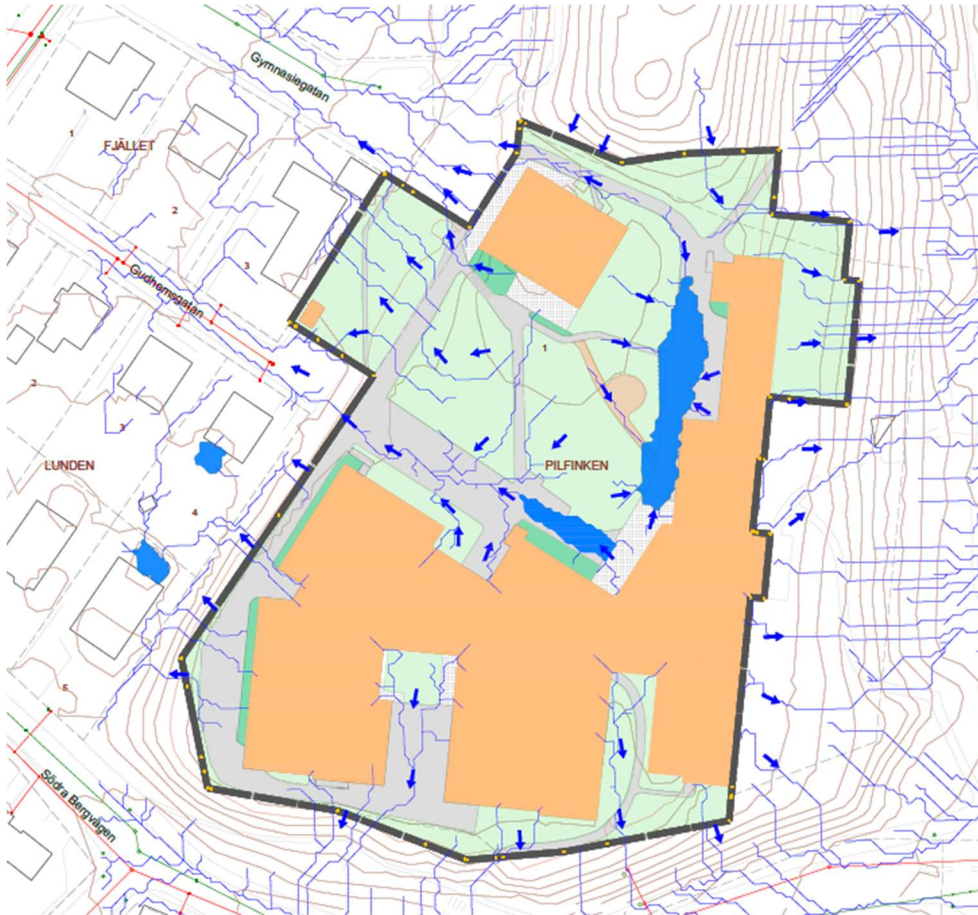 Gymnasiegatan
1
FJÄLLET
2
3
Gudhemsgatan
1
2
3
LUNDEN
PILFINKEN
4
5
Södra Bergvägen